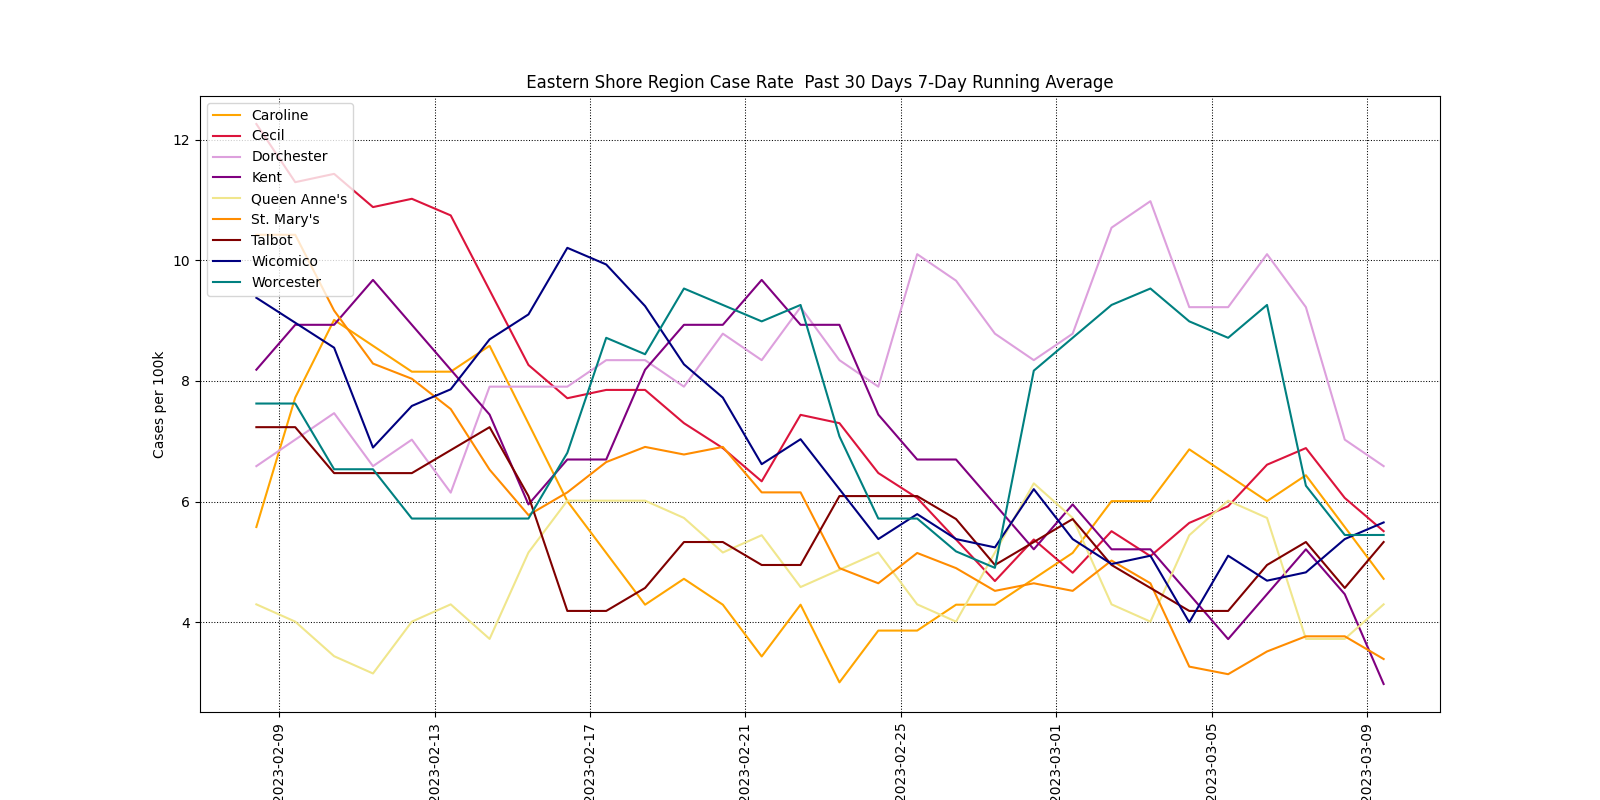 Eastern Shore Region Case Rate  Past 30 Days 7-Day Running Average
Caroline
Cecil
Dorchester
Kent
Queen Anne's
St. Mary's
Talbot
Wicomico
Worcester
Cases per 100k
12
10
8
6
4
2023-02-09
2023-02-13
2023-02-17
2023-02-21
2023-02-25
2023-03-01
2023-03-05
2023-03-09